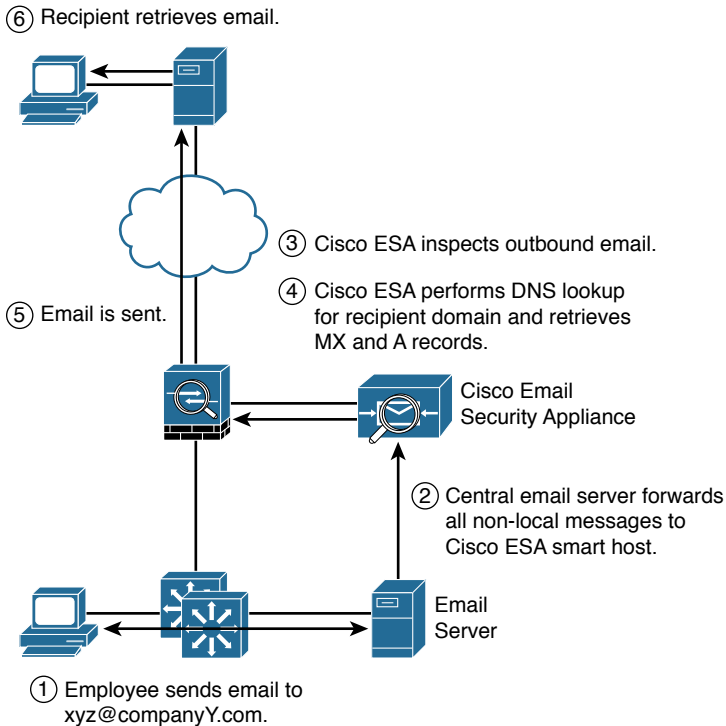 ⑥ Recipient retrieves email.
③ Cisco ESA inspects outbound email.
④ Cisco ESA performs DNS lookup
for recipient domain and retrieves
MX and A records.
⑤ Email is sent.
Cisco Email
Security Appliance
② Central email server forwards
all non-local messages to
Cisco ESA smart host.
Email
Server
① Employee sends email to
xyz@companyY.com.